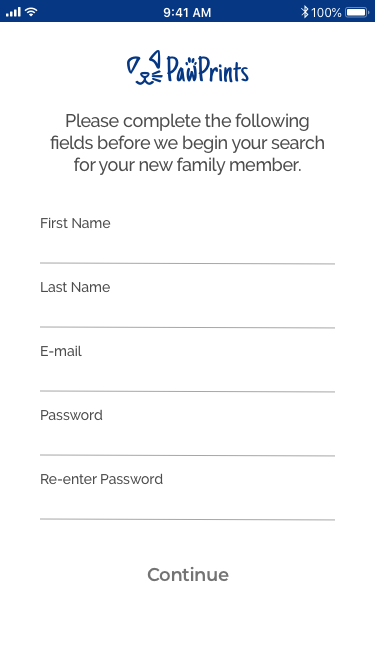 9:41 AM
100%
PawPrints
Please complete the following
fields before we begin your search
for your new family member.
First Name
Last Name
E-mail
Password
Re-enter Password
Continue